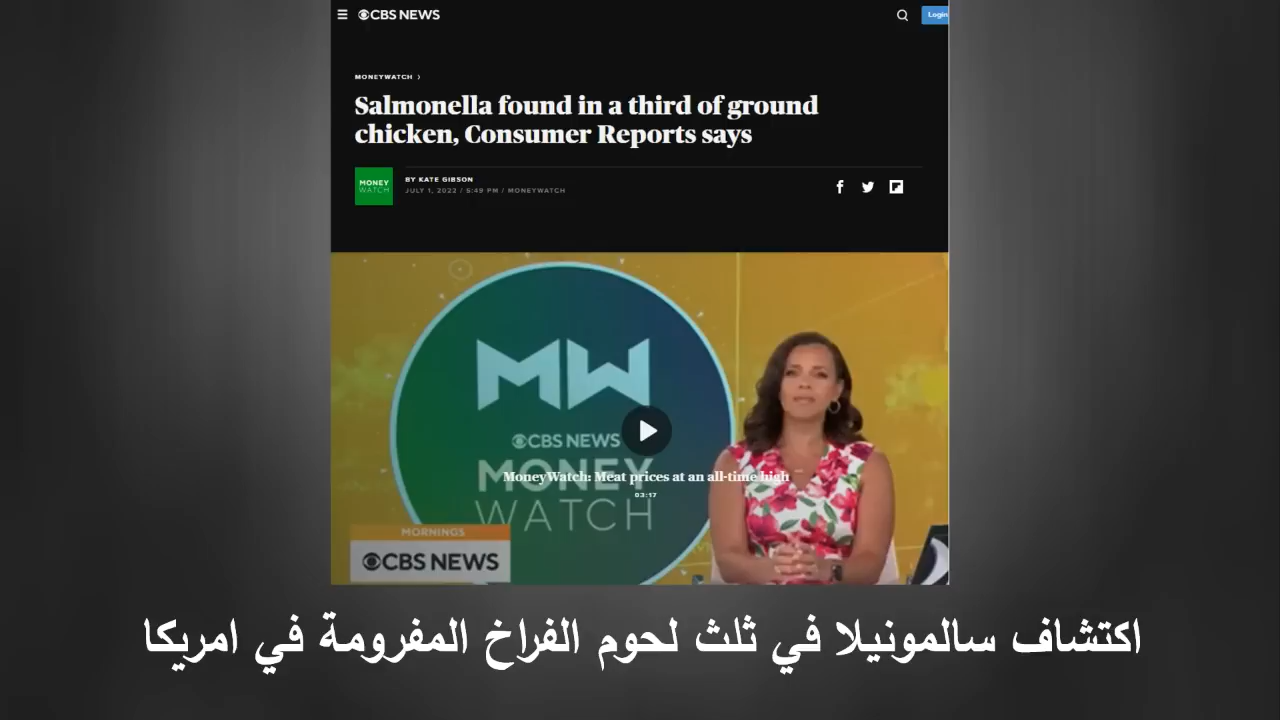 CBS NEWS
Login
MONEYWATCH ›
Salmonella found in a third of ground
chicken, Consumer Reports says
MONEY
WATCH
BY KATE GIBSON
JULY 1, 2022 / 5:49 PM / MONEYWATCH
MW
CBS NEWS
MONEY
WATCH
MoneyWatch: Meat prices at an all-time high
03:17
MORNINGS
CBS NEWS
اكتشاف سالمونيلا في ثلث لحوم الفراخ المفرومة في امريكا